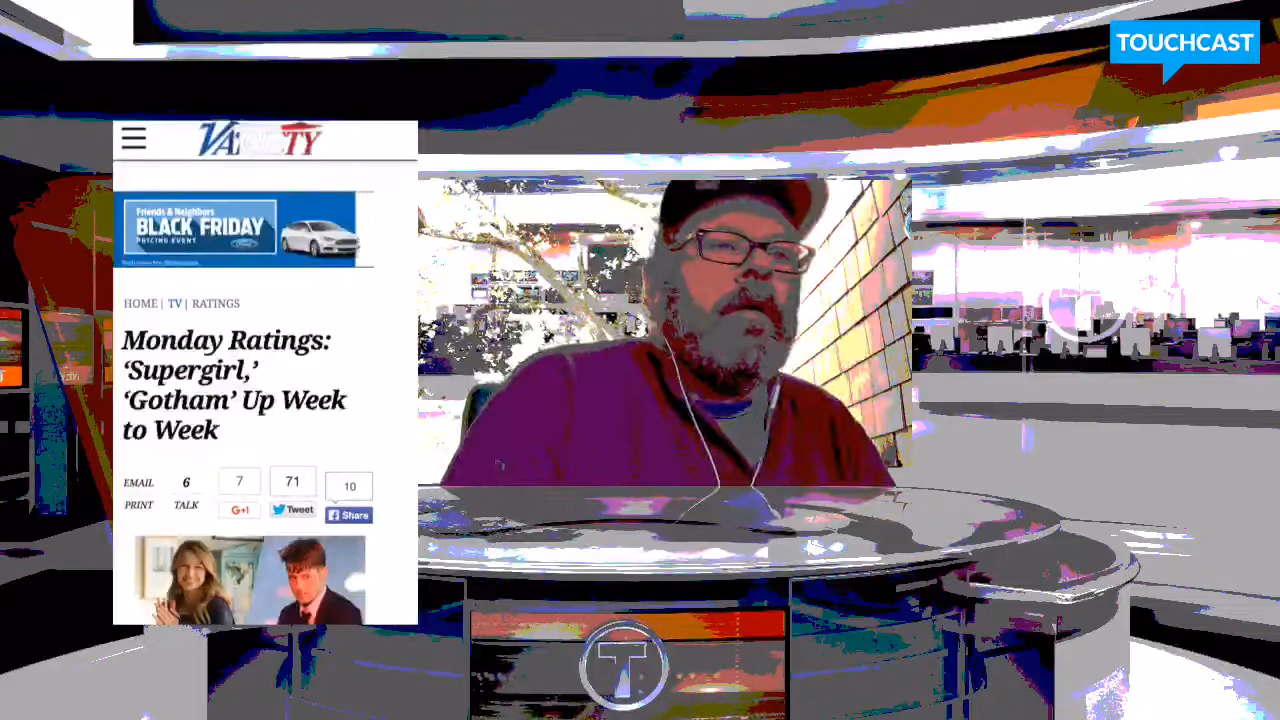 TOUCHCAST
VARIETY
Friends & Neighbors
BLACK FRIDAY
PRICING EVENT
Ford
HOME | TV | RATINGS
Monday Ratings:
‘Supergirl,’
‘Gotham’ Up Week
to Week
EMAIL 6 7 71 10
PRINT TALK G+1 Tweet Share
T